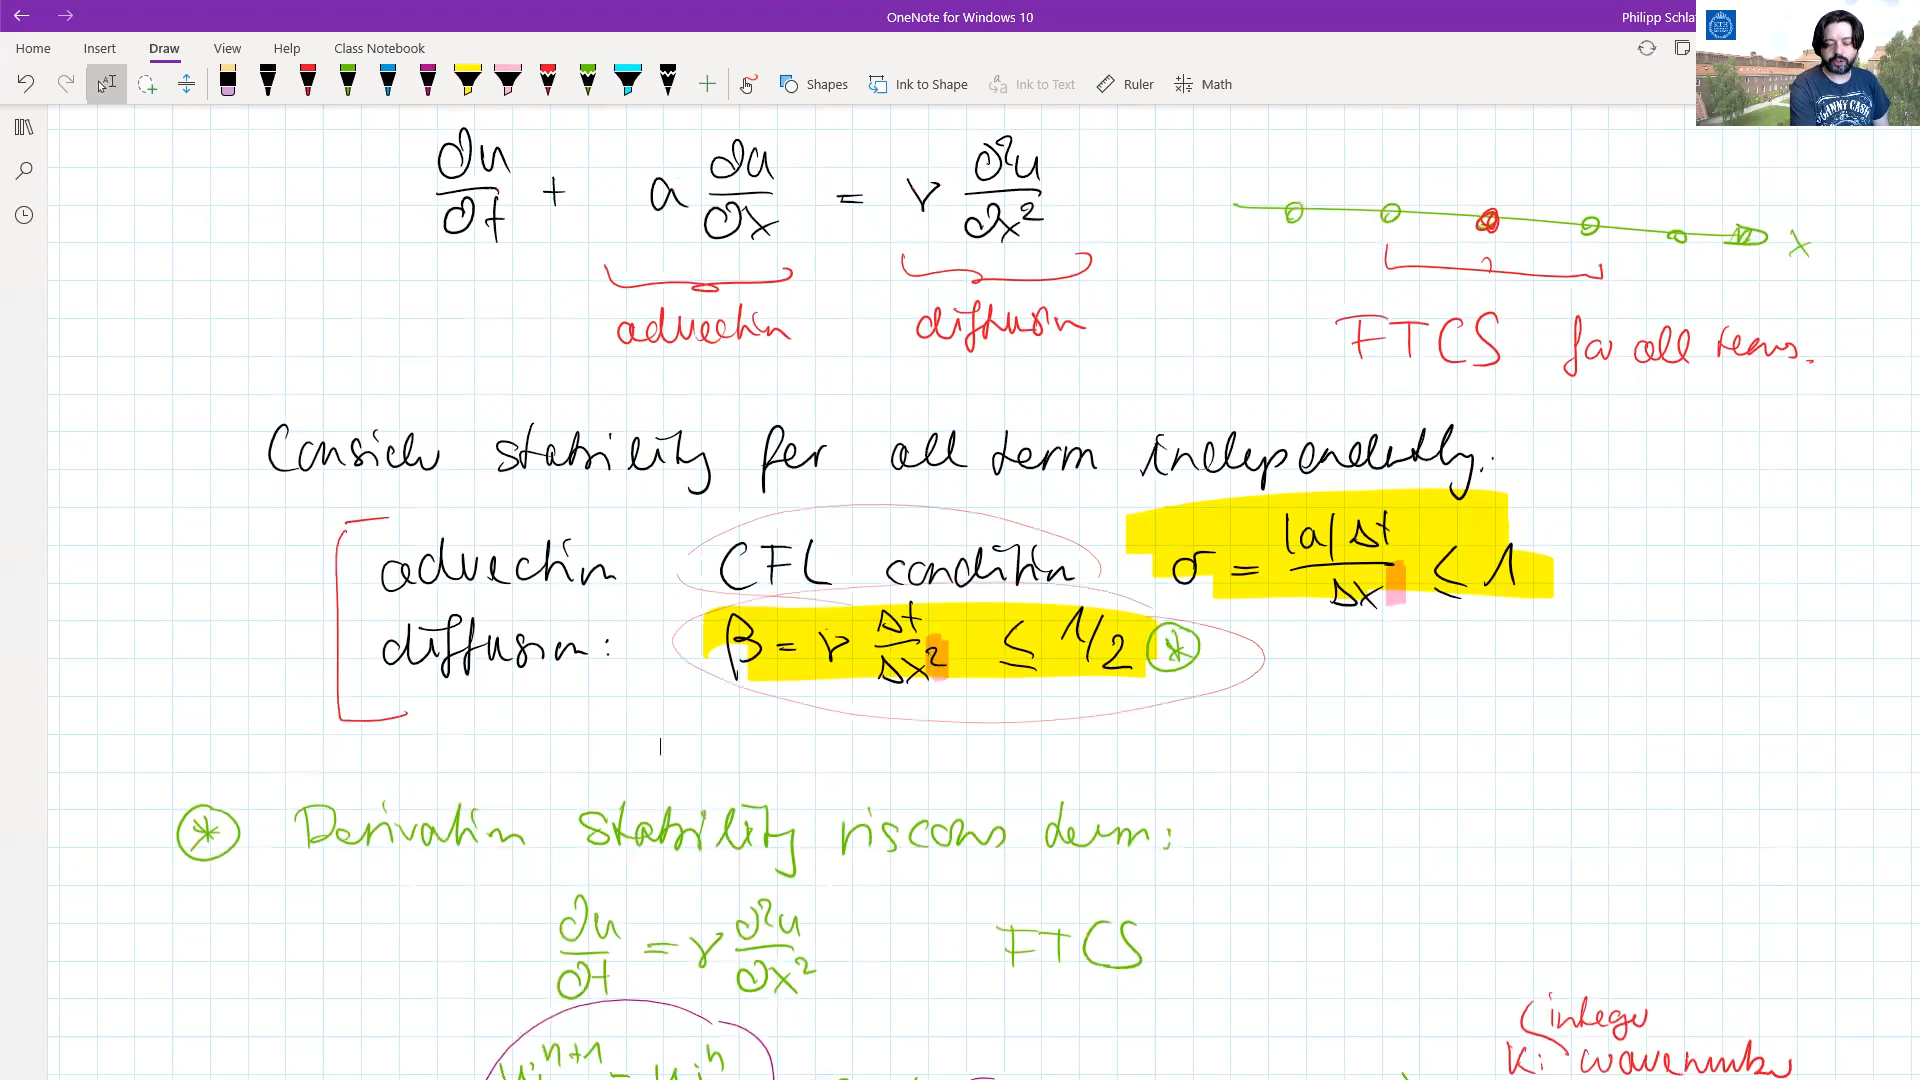 OneNote for Windows 10
Philipp Schla
Home Insert Draw View Help Class Notebook
Shapes Ink to Shape Ink to Text Ruler Math
∂u/∂t + a ∂u/∂x = ν ∂²u/∂x²
x
advection diffusion
FTCS for all terms.
Consider stability for all term independently.
advection CFL condition σ = |a| Δt / Δx ≤ 1
diffusion: β = ν Δt/Δx² ≤ 1/2 *
* Derivation stability viscous term:
∂u/∂t = ν ∂²u/∂x² FTCS
integer
k: wavenumber
JOHNNY CASH